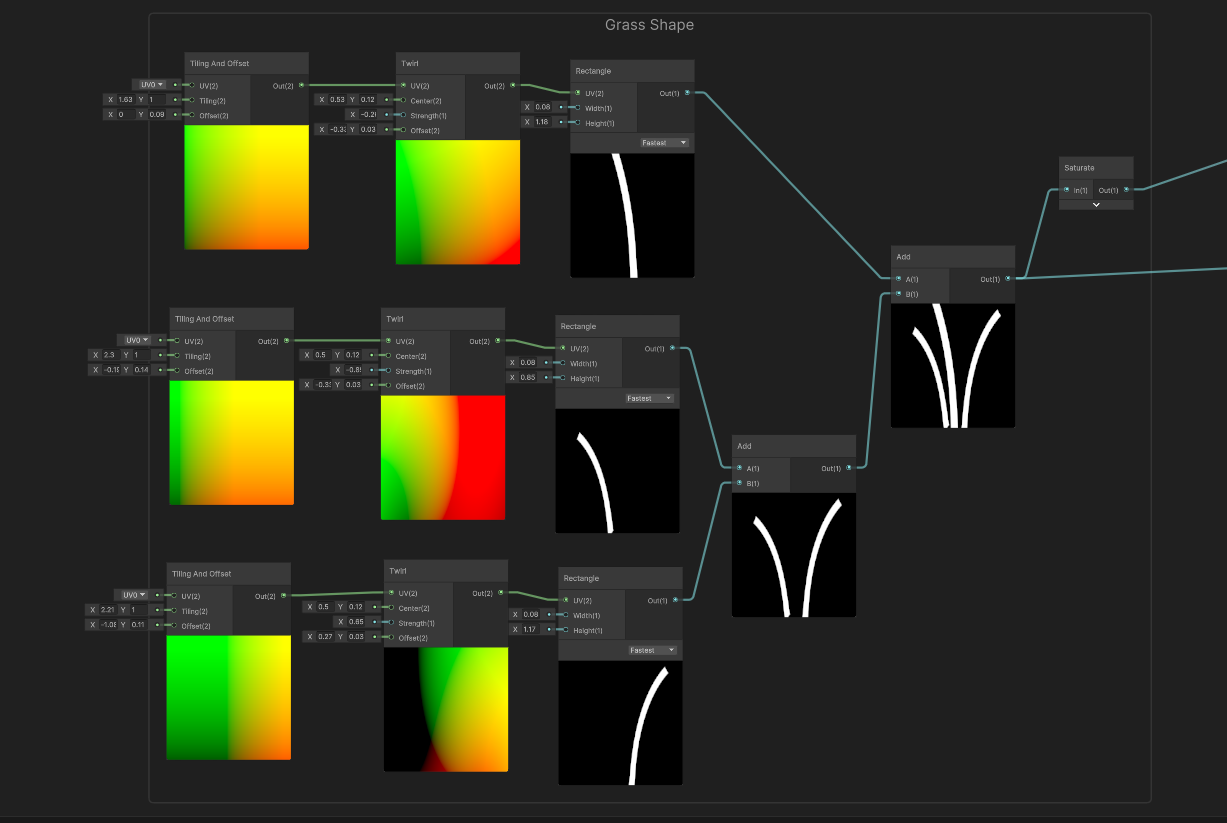 Grass Shape
Tiling And Offset
UV0
UV(2)
Out(2)
X 1.63 Y 1
Tiling(2)
X 0 Y 0.09
Offset(2)
Twirl
UV(2)
Out(2)
X 0.53 Y 0.12
Center(2)
X
Strength(1)
X Y 0.03
Offset(2)
Rectangle
UV(2)
Out(1)
X 0.08
Width(1)
X 1.18
Height(1)
Fastest
Saturate
In(1)
Out(1)
Add
A(1)
Out(1)
B(1)
Tiling And Offset
UV0
UV(2)
Out(2)
X 2.3 Y 1
Tiling(2)
X Y 0.14
Offset(2)
Twirl
UV(2)
Out(2)
X 0.5 Y 0.12
Center(2)
X
Strength(1)
X Y 0.03
Offset(2)
Rectangle
UV(2)
Out(1)
X 0.08
Width(1)
X 0.85
Height(1)
Fastest
Add
A(1)
Out(1)
B(1)
Tiling And Offset
UV0
UV(2)
Out(2)
X 2.21 Y 1
Tiling(2)
X Y 0.11
Offset(2)
Twirl
UV(2)
Out(2)
X 0.5 Y 0.12
Center(2)
X 0.65
Strength(1)
X 0.27 Y 0.03
Offset(2)
Rectangle
UV(2)
Out(1)
X 0.08
Width(1)
X 1.17
Height(1)
Fastest